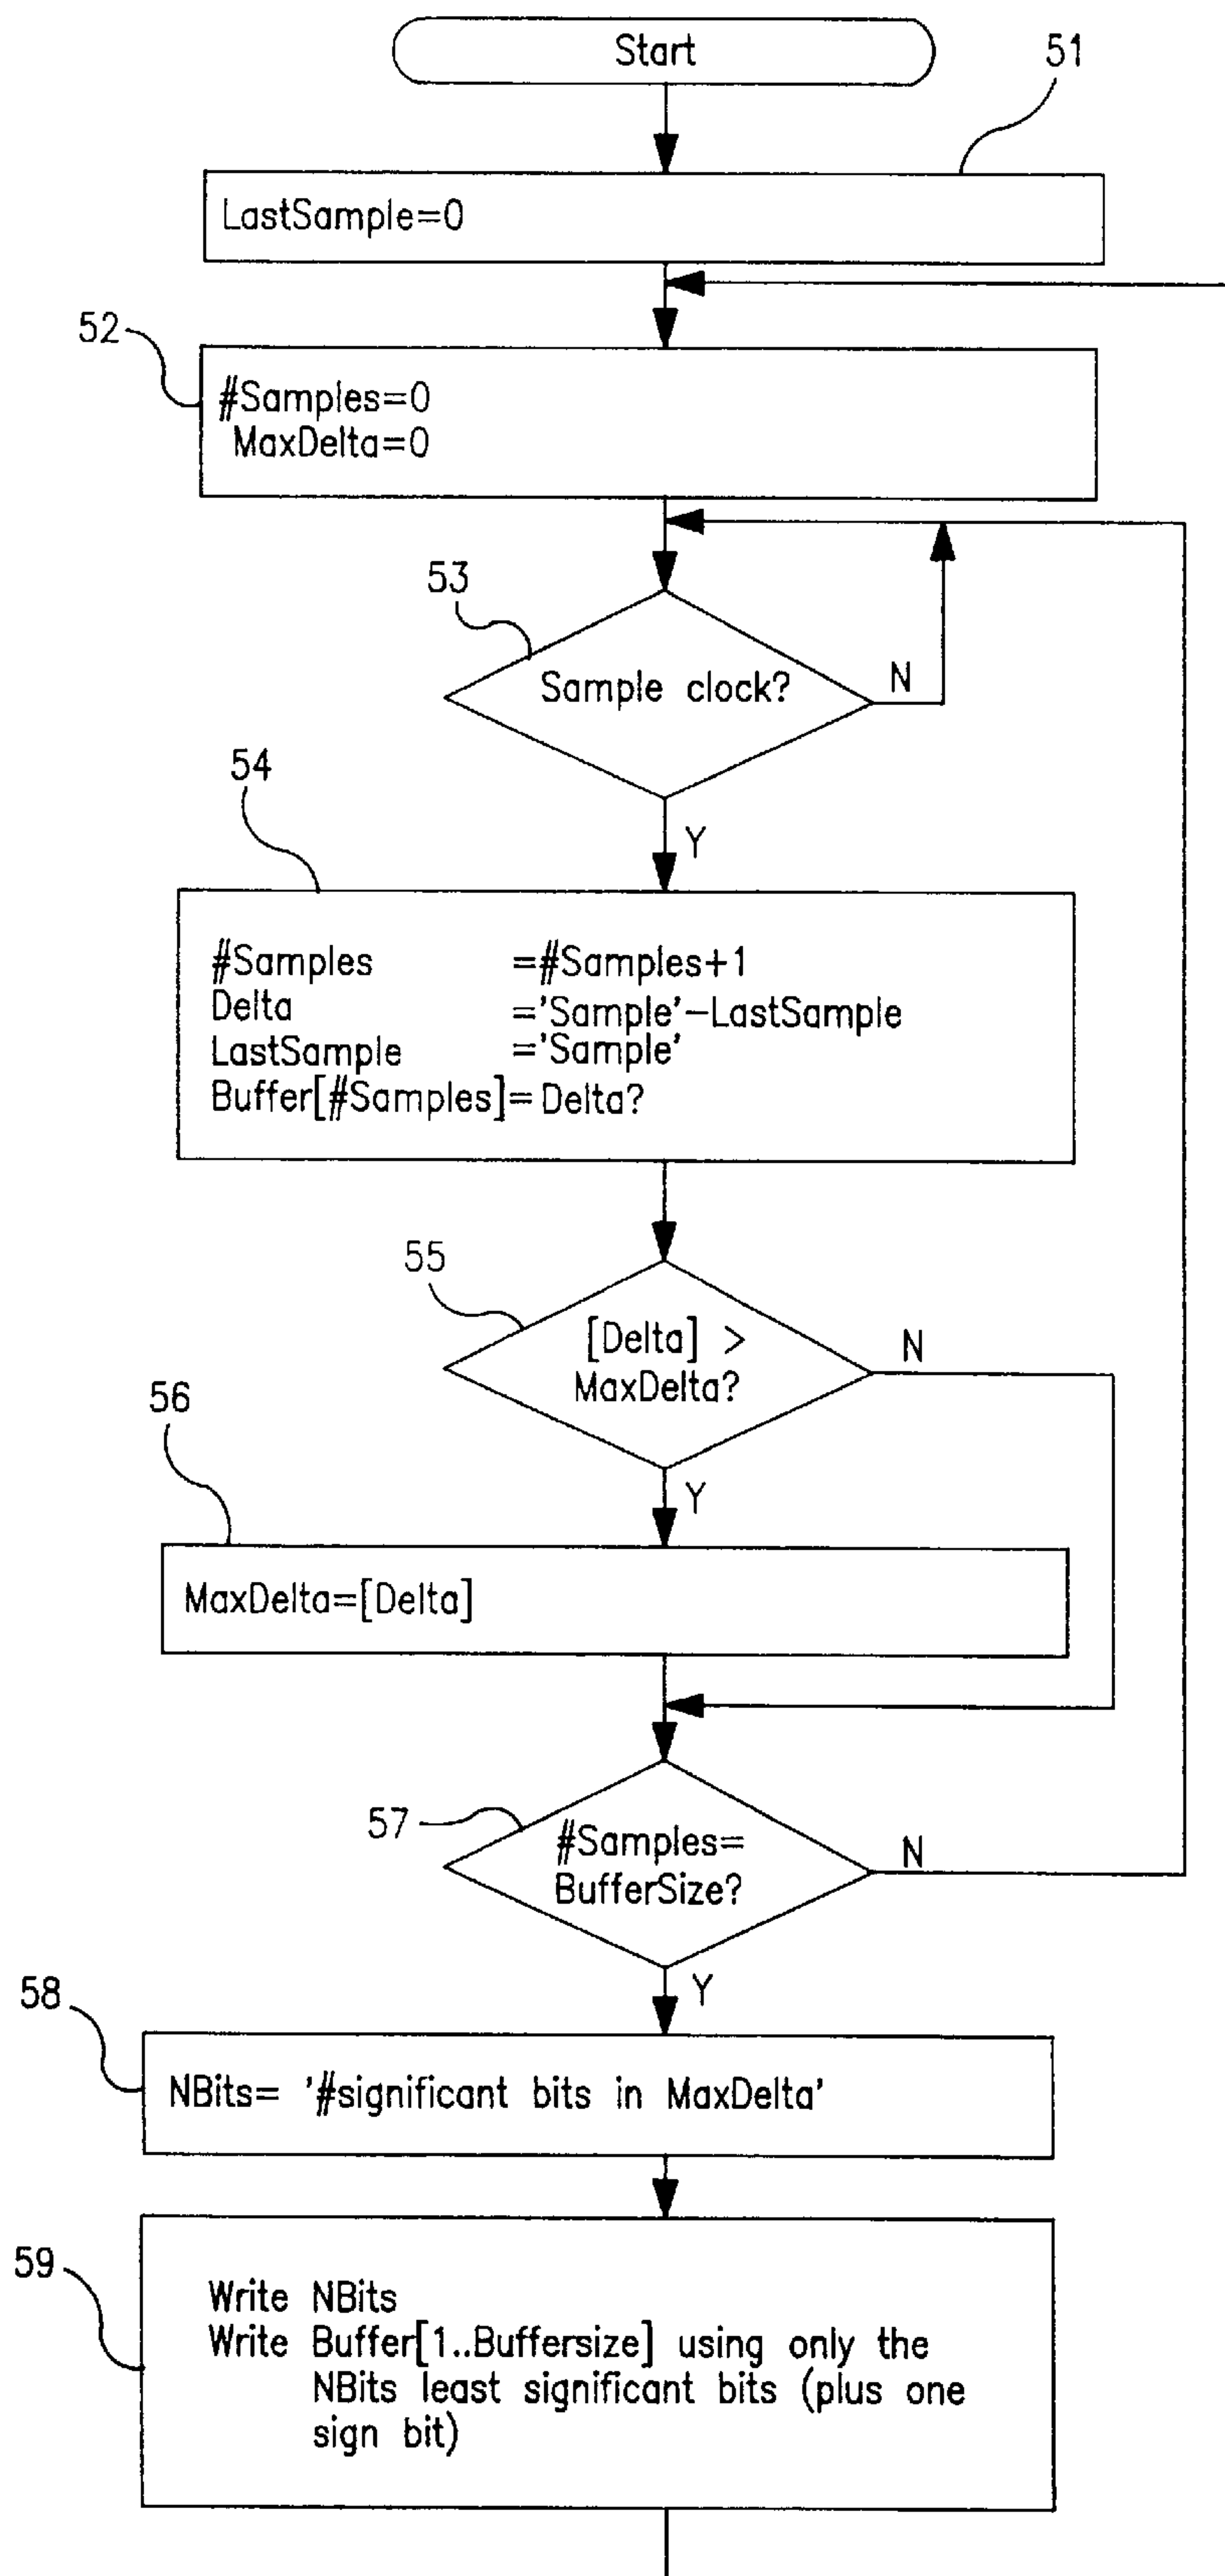 Start
51
LastSample=0
52
#Samples=0
MaxDelta=0
53
Sample clock?
N
Y
54
#Samples =#Samples+1
Delta ='Sample'-LastSample
LastSample ='Sample'
Buffer[#Samples]=Delta?
55
[Delta] >
MaxDelta?
N
Y
56
MaxDelta=[Delta]
57
#Samples=
BufferSize?
N
Y
58
NBits= '#significant bits in MaxDelta'
59
Write NBits
Write Buffer[1..Buffersize] using only the
NBits least significant bits (plus one
sign bit)